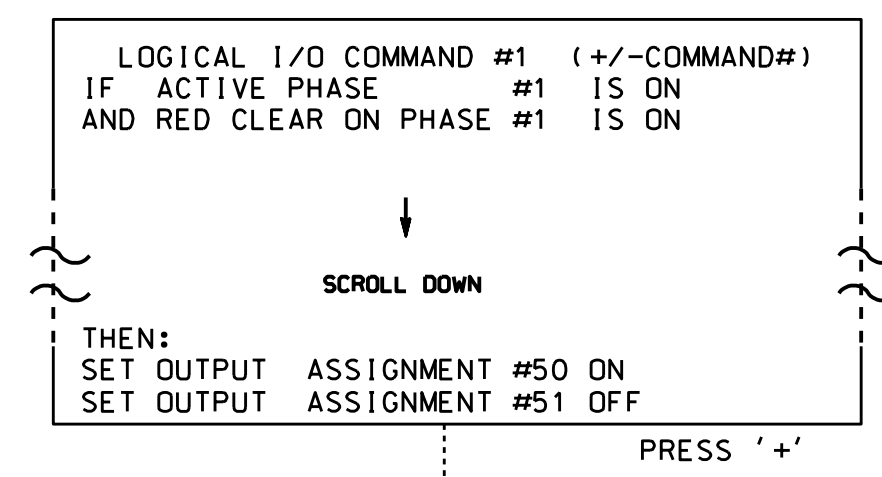 LOGICAL I/O COMMAND #1 (+/-COMMAND#)
IF ACTIVE PHASE #1 IS ON
AND RED CLEAR ON PHASE #1 IS ON
SCROLL DOWN
THEN:
SET OUTPUT ASSIGNMENT #50 ON
SET OUTPUT ASSIGNMENT #51 OFF
PRESS '+'